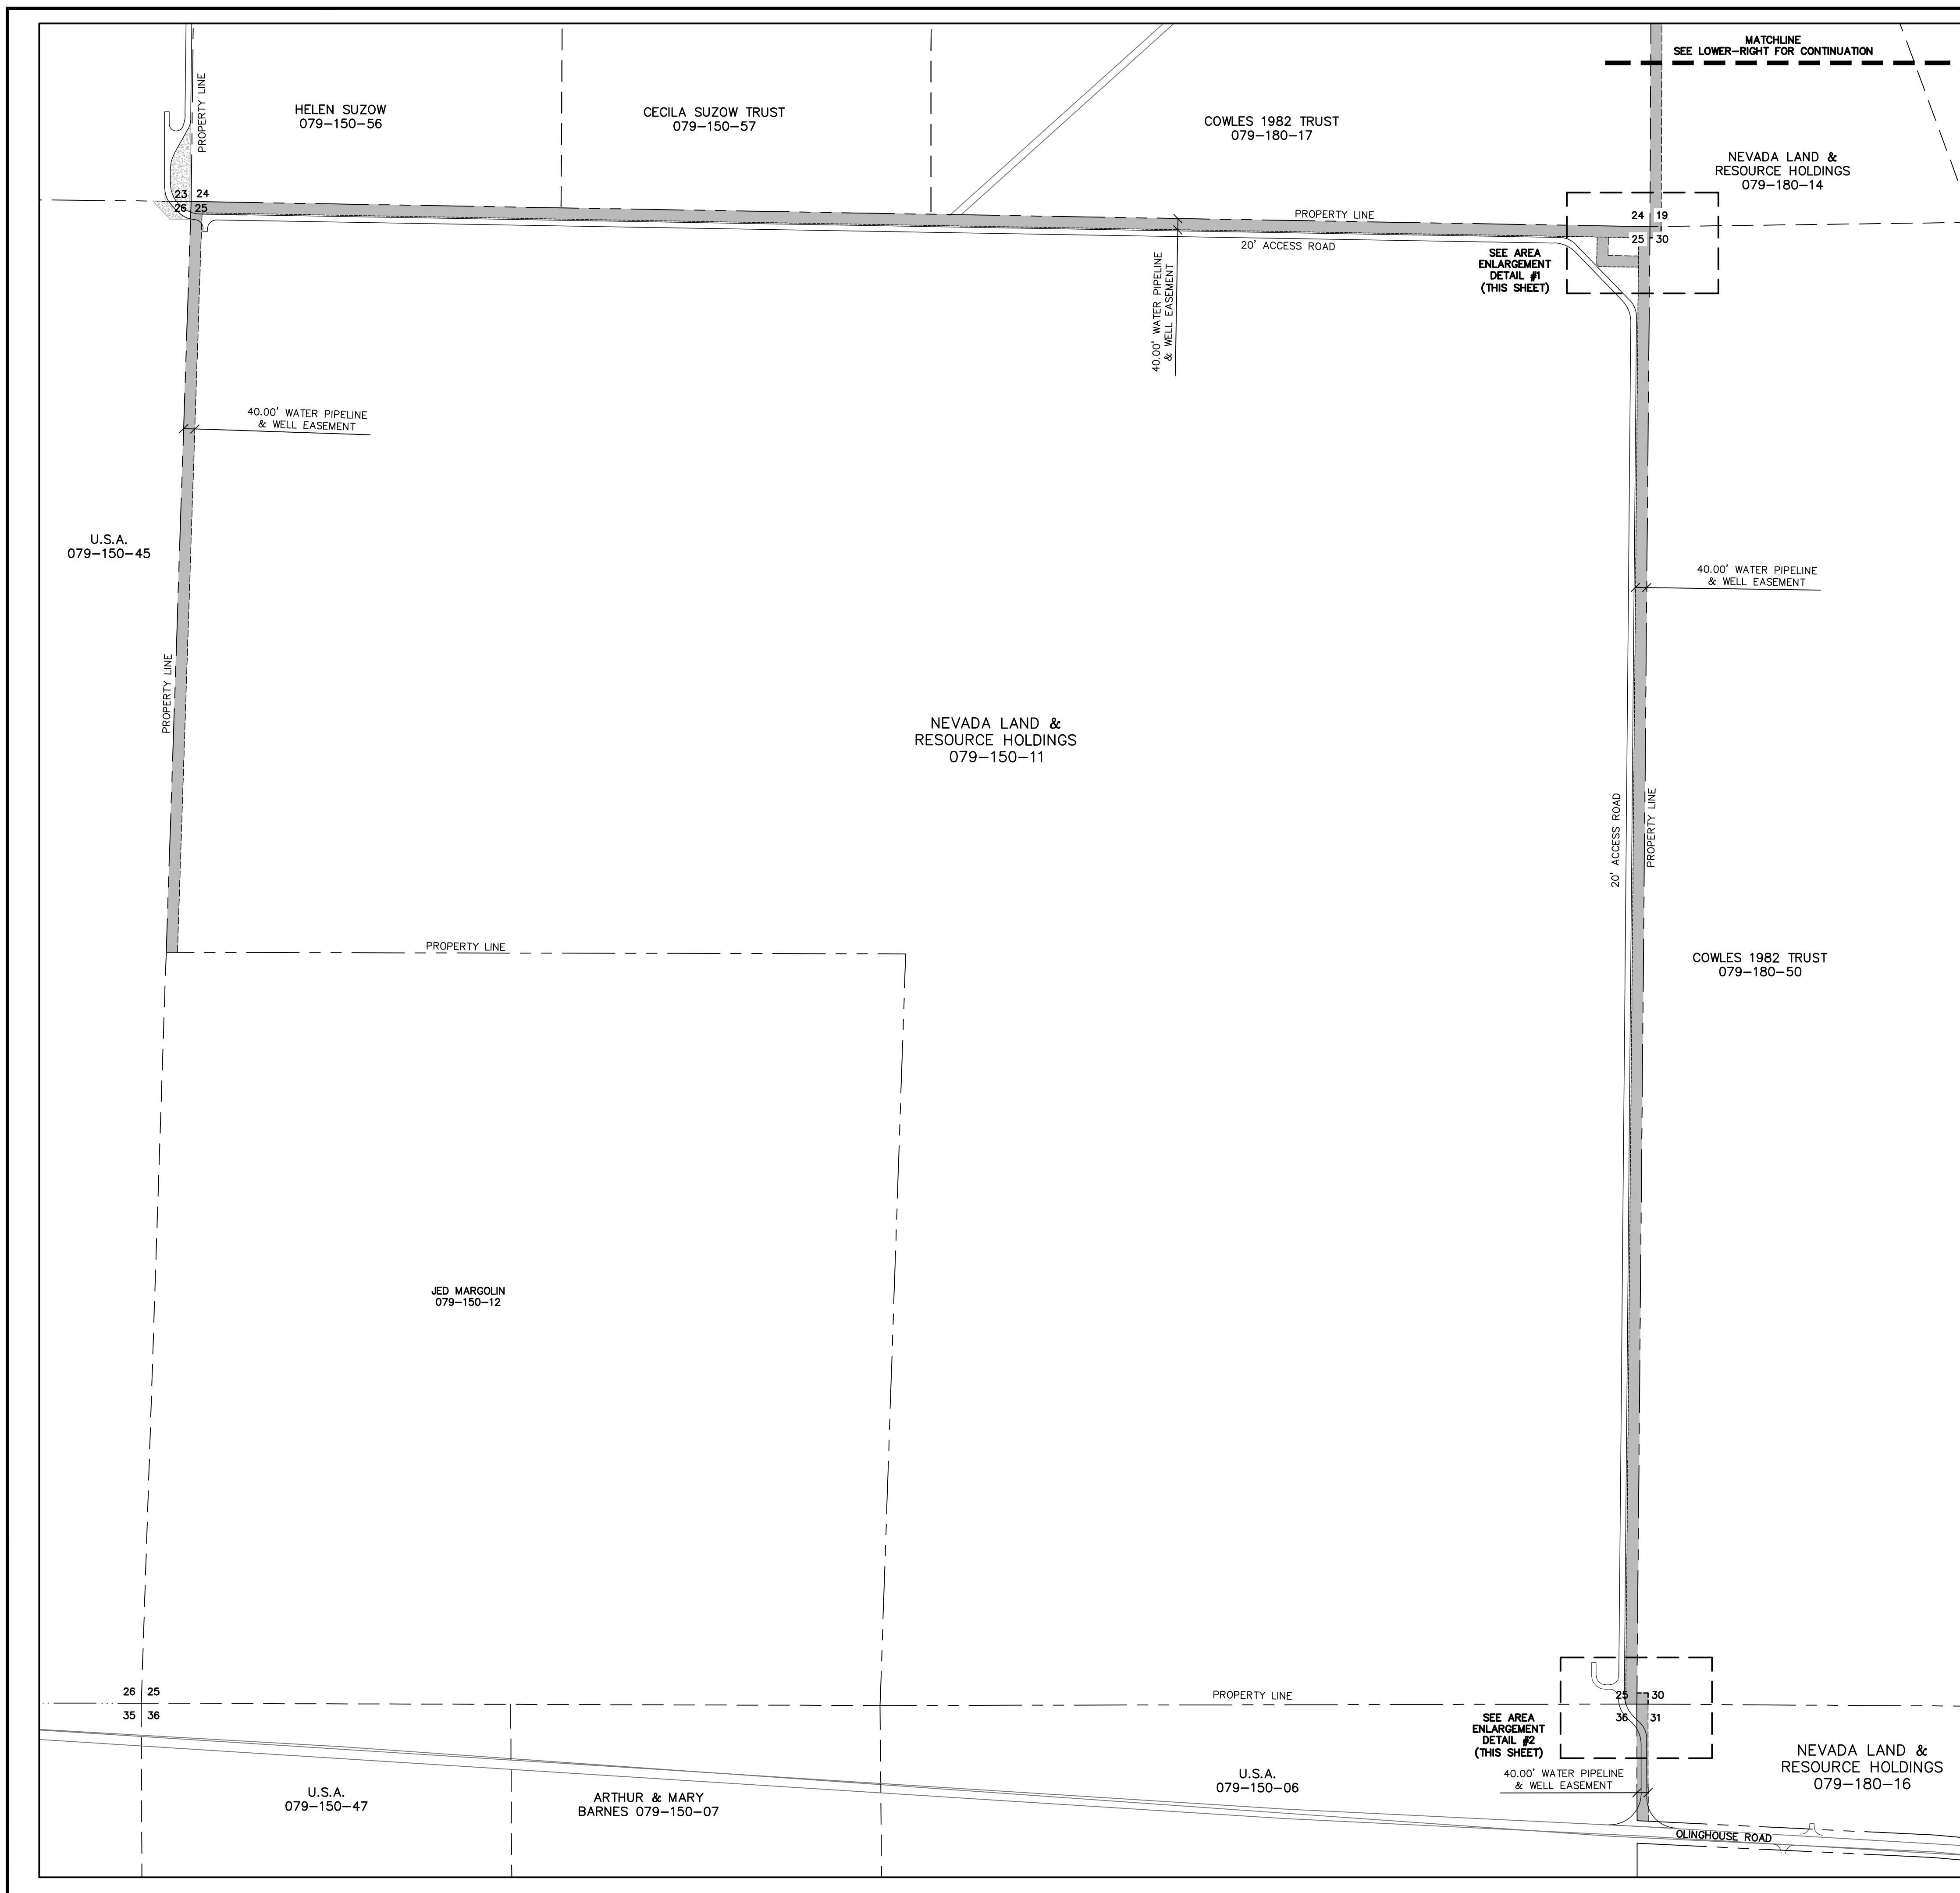 MATCHLINE
SEE LOWER-RIGHT FOR CONTINUATION
PROPERTY LINE
HELEN SUZOW
079-150-56
CECILA SUZOW TRUST
079-150-57
COWLES 1982 TRUST
079-180-17
NEVADA LAND &
RESOURCE HOLDINGS
079-180-14
23 24
26 25
PROPERTY LINE
20' ACCESS ROAD
24 19
25 30
SEE AREA
ENLARGEMENT
DETAIL #1
(THIS SHEET)
40.00' WATER PIPELINE
& WELL EASEMENT
40.00' WATER PIPELINE
& WELL EASEMENT
U.S.A.
079-150-45
40.00' WATER PIPELINE
& WELL EASEMENT
PROPERTY LINE
NEVADA LAND &
RESOURCE HOLDINGS
079-150-11
20' ACCESS ROAD
PROPERTY LINE
PROPERTY LINE
COWLES 1982 TRUST
079-180-50
JED MARGOLIN
079-150-12
26 25
35 36
PROPERTY LINE
25 30
36 31
SEE AREA
ENLARGEMENT
DETAIL #2
(THIS SHEET)
40.00' WATER PIPELINE
& WELL EASEMENT
NEVADA LAND &
RESOURCE HOLDINGS
079-180-16
U.S.A.
079-150-47
ARTHUR & MARY
BARNES 079-150-07
U.S.A.
079-150-06
OLINGHOUSE ROAD